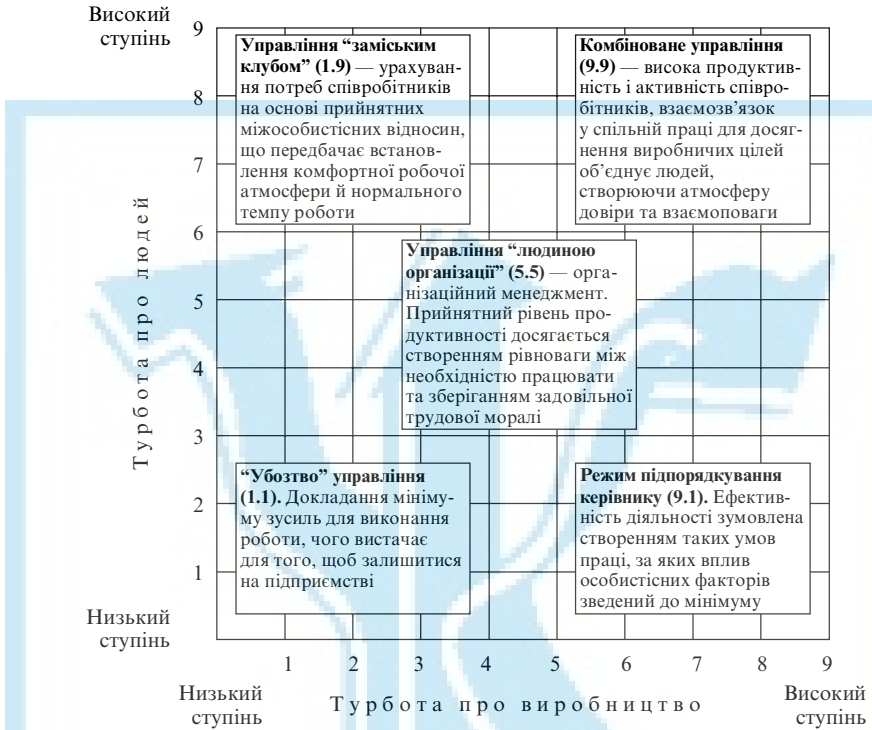 Високий
ступінь
9
8
7
6
5
4
3
2
1
Турбота про людей
Низький
ступінь
Управління “заміським
клубом” (1.9) — урахуван-
ня потреб співробітників
на основі прийнятних
міжособистісних відносин,
що передбачає встанов-
лення комфортної робочої
атмосфери й нормального
темпу роботи
Комбіноване управління
(9.9) — висока продуктив-
ність і активність співро-
бітників, взаємозв’язок
у спільній праці для досяг-
нення виробничих цілей
об’єднує людей,
створюючи атмосферу
довіри та взаємоповаги
Управління “людиною
організації” (5.5) — орга-
нізаційний менеджмент.
Прийнятний рівень про-
дуктивності досягається
створенням рівноваги між
необхідністю працювати
та зберіганням задовільної
трудової моралі
“Убозтво” управління
(1.1). Докладання мініму-
му зусиль для виконання
роботи, чого вистачає
для того, щоб залишитися
на підприємстві
Режим підпорядкування
керівнику (9.1). Ефектив-
ність діяльності зумовлена
створенням таких умов
праці, за яких вплив
особистісних факторів
зведений до мінімуму
1 2 3 4 5 6 7 8 9
Низький
ступінь
Турбота про виробництво
Високий
ступінь